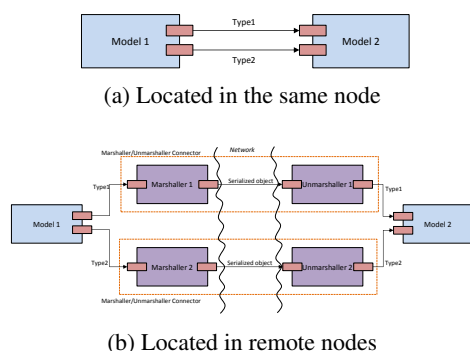 Type1
Model 1
Model 2
Type2
(a) Located in the same node
Network
Marshaller/Unmarshaller Connector
Marshaller 1
Serialized object
Unmarshaller 1
Type1
Type1
Model 1
Model 2
Type2
Type2
Marshaller 2
Serialized object
Unmarshaller 2
Marshaller/Unmarshaller Connector
(b) Located in remote nodes